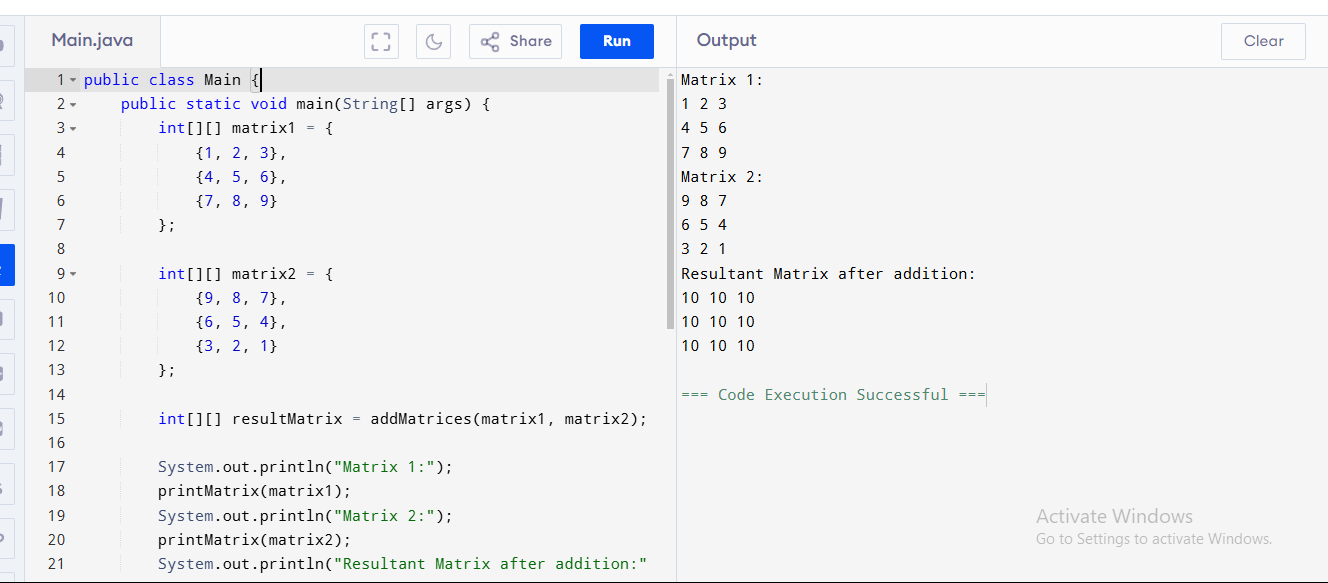 Main.java
Share
Run
Output
Clear
1 public class Main {
2     public static void main(String[] args) {
3         int[][] matrix1 = {
4             {1, 2, 3},
5             {4, 5, 6},
6             {7, 8, 9}
7         };
8
9         int[][] matrix2 = {
10             {9, 8, 7},
11             {6, 5, 4},
12             {3, 2, 1}
13         };
14
15         int[][] resultMatrix = addMatrices(matrix1, matrix2);
16
17         System.out.println("Matrix 1:");
18         printMatrix(matrix1);
19         System.out.println("Matrix 2:");
20         printMatrix(matrix2);
21         System.out.println("Resultant Matrix after addition:"
Matrix 1:
1 2 3
4 5 6
7 8 9
Matrix 2:
9 8 7
6 5 4
3 2 1
Resultant Matrix after addition:
10 10 10
10 10 10
10 10 10
=== Code Execution Successful ===
Activate Windows
Go to Settings to activate Windows.